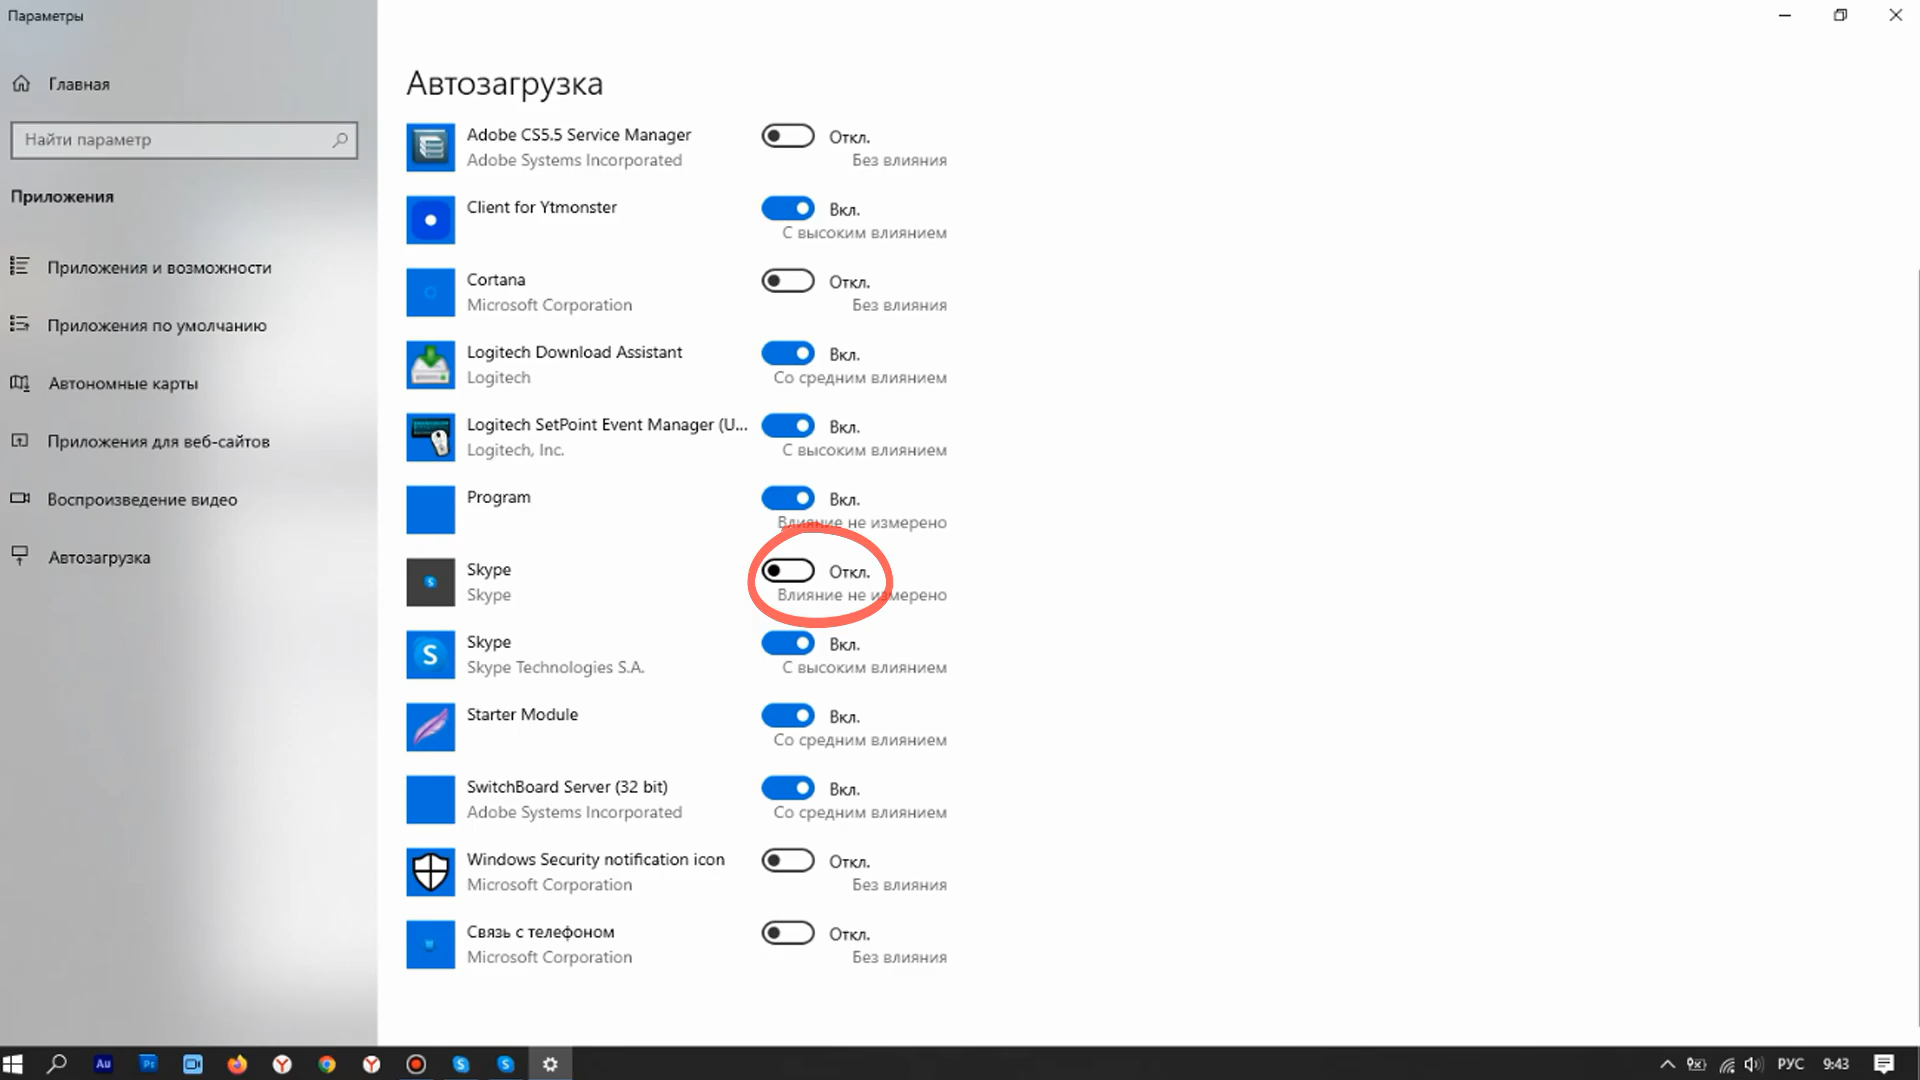 Параметры
Главная
Найти параметр
Приложения
Приложения и возможности
Приложения по умолчанию
Автономные карты
Приложения для веб-сайтов
Воспроизведение видео
Автозагрузка
Автозагрузка
Adobe CS5.5 Service Manager
Откл.
Adobe Systems Incorporated
Без влияния
Client for Ytmonster
Вкл.
С высоким влиянием
Cortana
Откл.
Microsoft Corporation
Без влияния
Logitech Download Assistant
Вкл.
Logitech
Со средним влиянием
Logitech SetPoint Event Manager (U...
Вкл.
Logitech, Inc.
С высоким влиянием
Program
Вкл.
Влияние не измерено
Skype
Откл.
Skype
Влияние не измерено
S
Skype
Вкл.
Skype Technologies S.A.
С высоким влиянием
Starter Module
Вкл.
Со средним влиянием
SwitchBoard Server (32 bit)
Вкл.
Adobe Systems Incorporated
Со средним влиянием
Windows Security notification icon
Откл.
Microsoft Corporation
Без влияния
Связь с телефоном
Откл.
Microsoft Corporation
Без влияния
Au
Ps
РУС
9:43